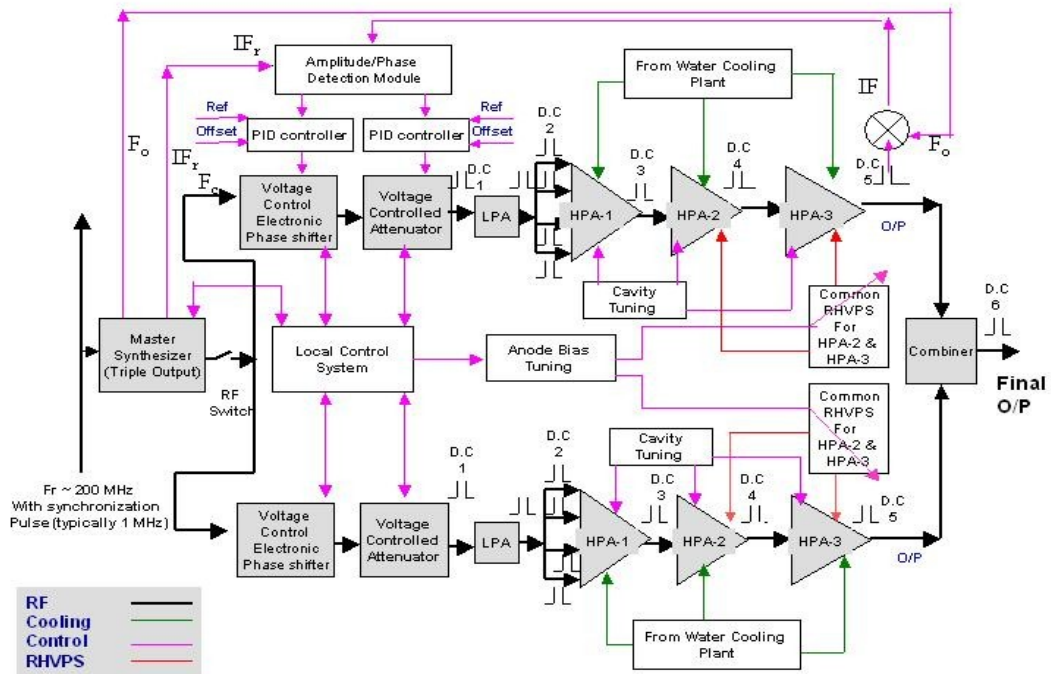 IFr
Amplitude/Phase
Detection Module
From Water Cooling
Plant
IF
Ref
Offset
PID controller
PID controller
Ref
Offset
D.C
2
Fo
IFr
Fo
Fo
D.C
1
D.C
3
D.C
4
D.C
5
Voltage
Control
Electronic
Phase shifter
Voltage
Controlled
Attenuator
LPA
HPA-1
HPA-2
HPA-3
O/P
Cavity
Tuning
Common
RHVPS
For
HPA-2 &
HPA-3
D.C
6
Master
Synthesizer
(Triple Output)
RF
Switch
Local Control
System
Anode Bias
Tuning
Combiner
Final
O/P
Common
RHVPS
For
HPA-2 &
HPA-3
Fr ~ 200 MHz
With synchronization
Pulse (typically 1 MHz)
D.C
1
D.C
2
Cavity
Tuning
D.C
3
D.C
4
D.C
5
Voltage
Control
Electronic
Phase shifter
Voltage
Controlled
Attenuator
LPA
HPA-1
HPA-2
HPA-3
O/P
From Water Cooling
Plant
RF
Cooling
Control
RHVPS